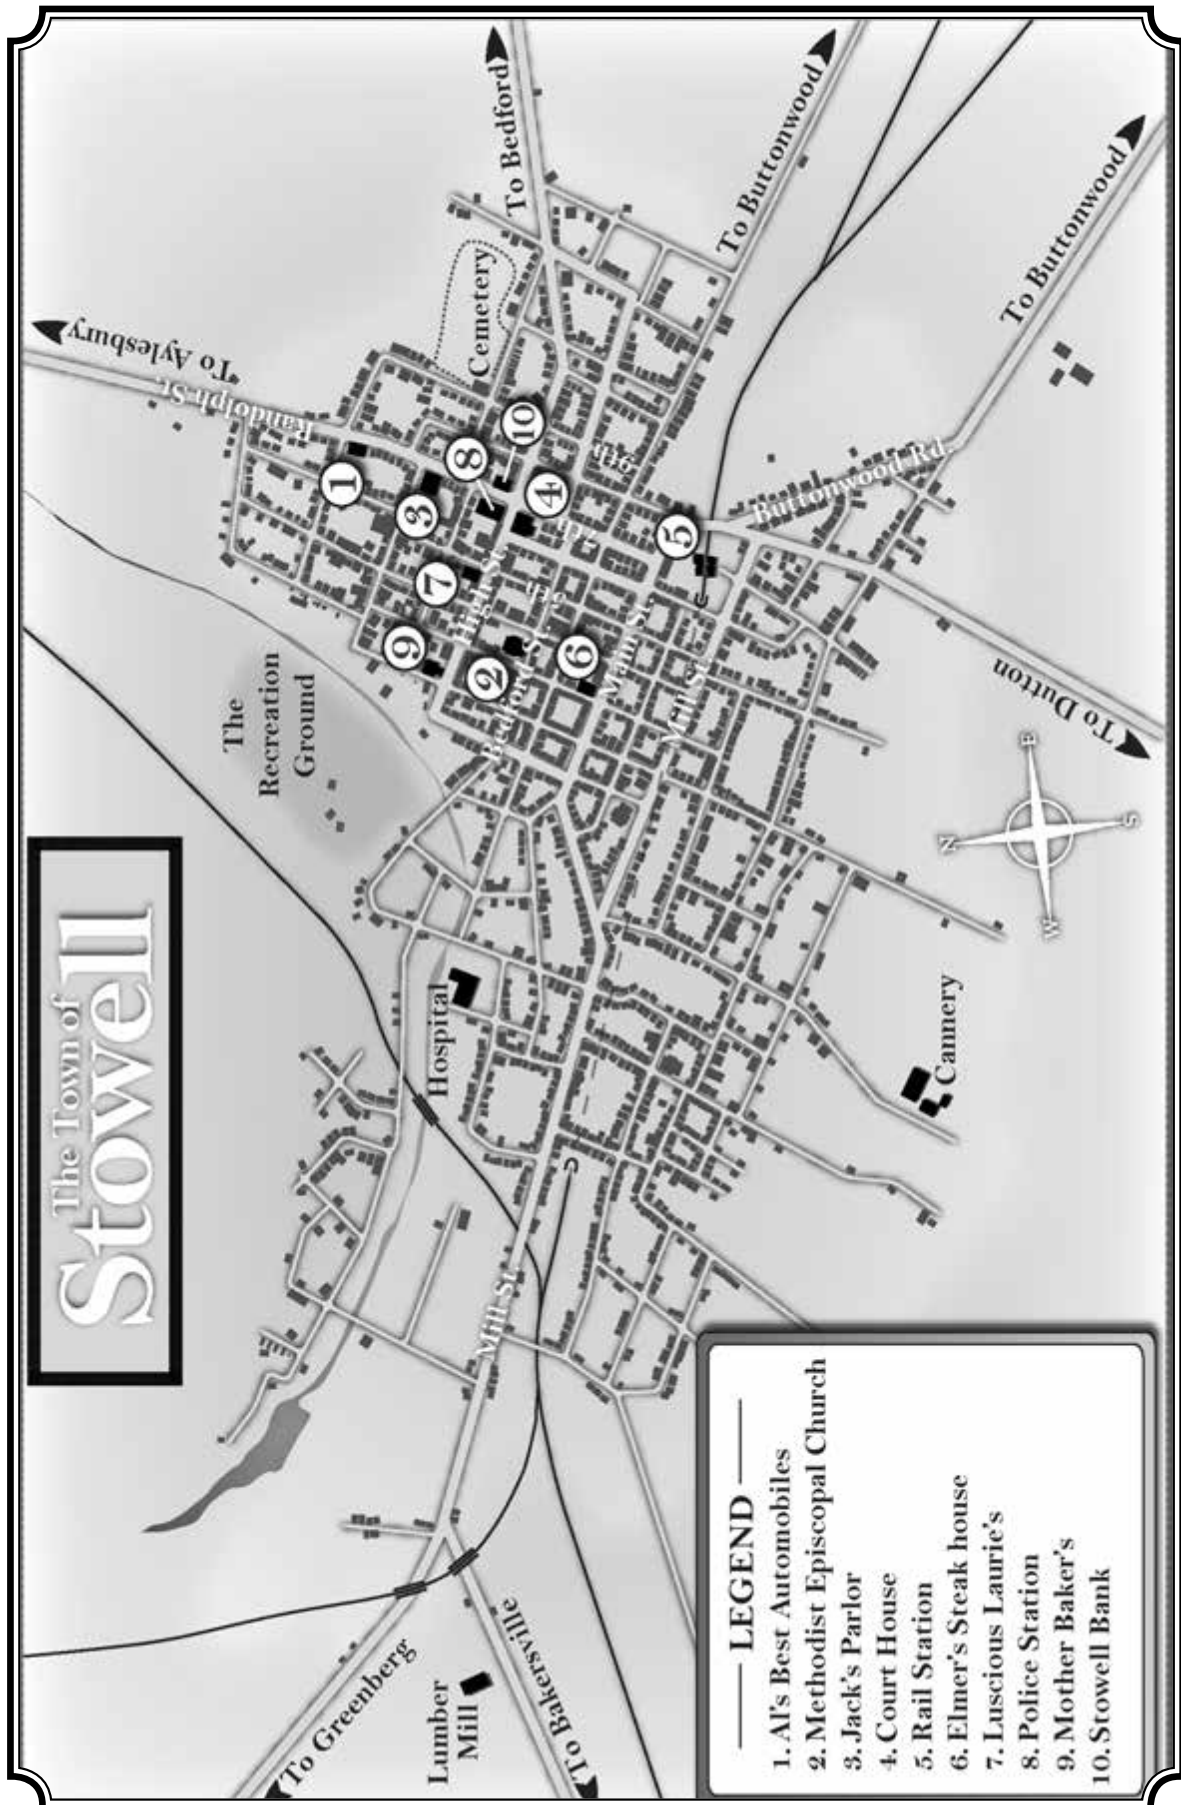 The Town of
Stowell
To Greenberg
Lumber
Mill
To Bakersville
Mill St.
Hospital
The
Recreation
Ground
Cannery
To Aylesbury
Randolph St.
Cemetery
To Bedford
To Buttonwood
To Buttonwood
Buttonwood Rd.
To Dutton
High St.
Bedford St.
Main St.
Mill St.
9th
1
3
8
10
4
7
9
2
6
5
N
E
S
W
LEGEND
1. Al's Best Automobiles
2. Methodist Episcopal Church
3. Jack's Parlor
4. Court House
5. Rail Station
6. Elmer's Steak house
7. Luscious Laurie's
8. Police Station
9. Mother Baker's
10. Stowell Bank